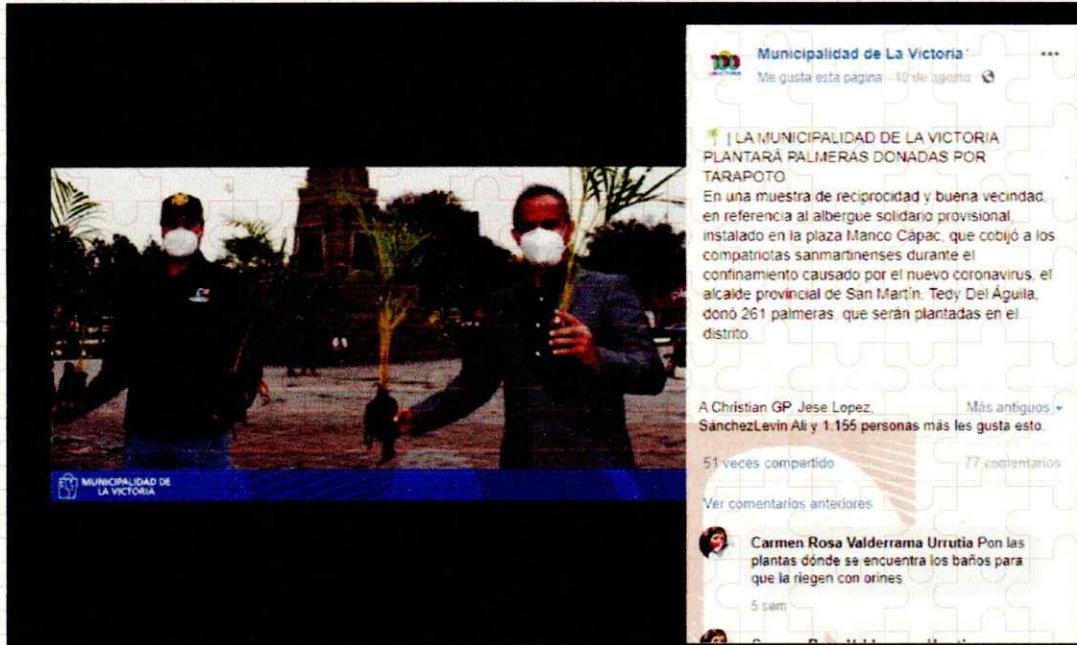 MUNICIPALIDAD DE
LA VICTORIA
100
Municipalidad de La Victoria
Me gusta esta página · 10 de agosto
| LA MUNICIPALIDAD DE LA VICTORIA
PLANTARÁ PALMERAS DONADAS POR
TARAPOTO
En una muestra de reciprocidad y buena vecindad,
en referencia al albergue solidario provisional
instalado en la plaza Manco Cápac, que cobijó a los
compatriotas sanmartinenses durante el
confinamiento causado por el nuevo coronavirus, el
alcalde provincial de San Martín, Tedy Del Águila,
donó 261 palmeras, que serán plantadas en el
distrito.
A Christian GP, Jese Lopez,
SánchezLevin Ali y 1.155 personas más les gusta esto.
Más antiguos
51 veces compartido
77 comentarios
Ver comentarios anteriores
Carmen Rosa Valderrama Urrutia Pon las
plantas dónde se encuentra los baños para
que la riegen con orines
5 sem